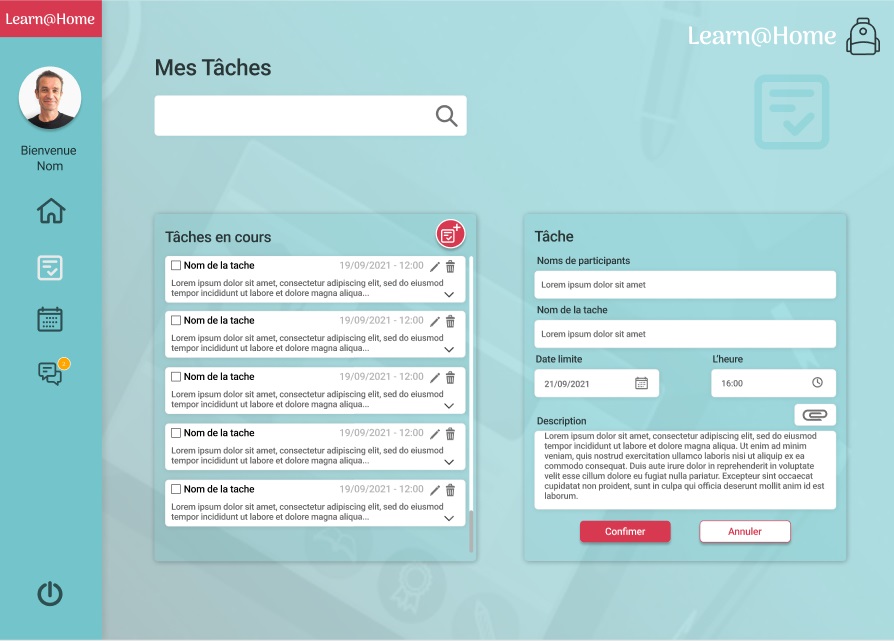 Learn@Home
Learn@Home
Bienvenue
Nom
Mes Tâches
Tâches en cours
Nom de la tache 19/09/2021 - 12:00
Lorem ipsum dolor sit amet, consectetur adipiscing elit, sed do eiusmod
tempor incididunt ut labore et dolore magna aliqua...
Nom de la tache 19/09/2021 - 12:00
Lorem ipsum dolor sit amet, consectetur adipiscing elit, sed do eiusmod
tempor incididunt ut labore et dolore magna aliqua...
Nom de la tache 19/09/2021 - 12:00
Lorem ipsum dolor sit amet, consectetur adipiscing elit, sed do eiusmod
tempor incididunt ut labore et dolore magna aliqua...
Nom de la tache 19/09/2021 - 12:00
Lorem ipsum dolor sit amet, consectetur adipiscing elit, sed do eiusmod
tempor incididunt ut labore et dolore magna aliqua...
Nom de la tache 19/09/2021 - 12:00
Lorem ipsum dolor sit amet, consectetur adipiscing elit, sed do eiusmod
tempor incididunt ut labore et dolore magna aliqua...
Tâche
Noms de participants
Lorem ipsum dolor sit amet
Nom de la tache
Lorem ipsum dolor sit amet
Date limite L'heure
21/09/2021 16:00
Description
Lorem ipsum dolor sit amet, consectetur adipiscing elit, sed do eiusmod
tempor incididunt ut labore et dolore magna aliqua. Ut enim ad minim
veniam, quis nostrud exercitation ullamco laboris nisi ut aliquip ex ea
commodo consequat. Duis aute irure dolor in reprehenderit in voluptate
velit esse cillum dolore eu fugiat nulla pariatur. Excepteur sint occaecat
cupidatat non proident, sunt in culpa qui officia deserunt mollit anim id est
laborum.
Confimer Annuler